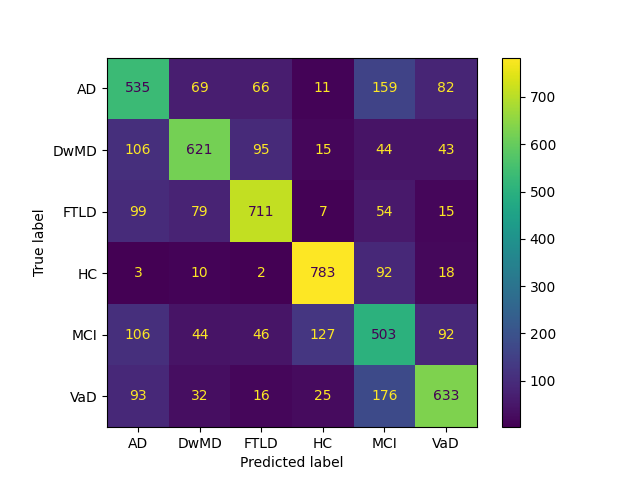 AD 535 69 66 11 159 82
DwMD 106 621 95 15 44 43
FTLD 99 79 711 7 54 15
HC 3 10 2 783 92 18
MCI 106 44 46 127 503 92
VaD 93 32 16 25 176 633
AD DwMD FTLD HC MCI VaD
Predicted label
True label
700
600
500
400
300
200
100